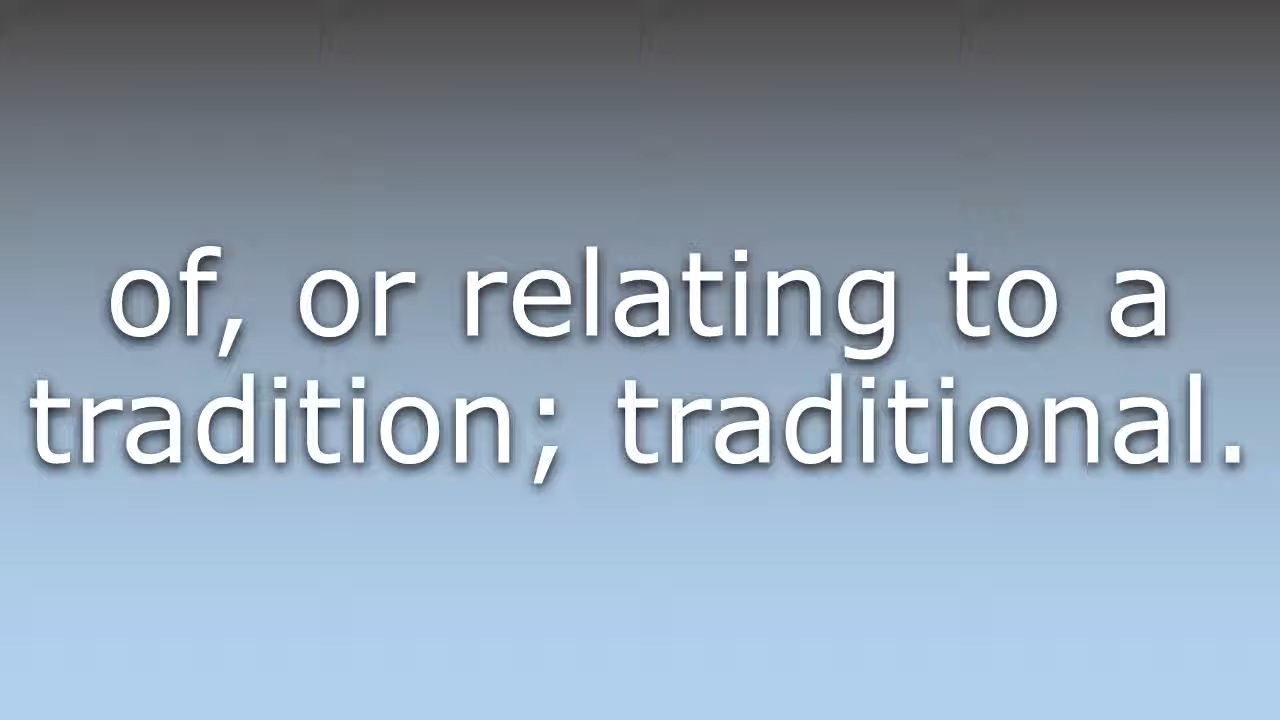 of, or relating to a
tradition; traditional.